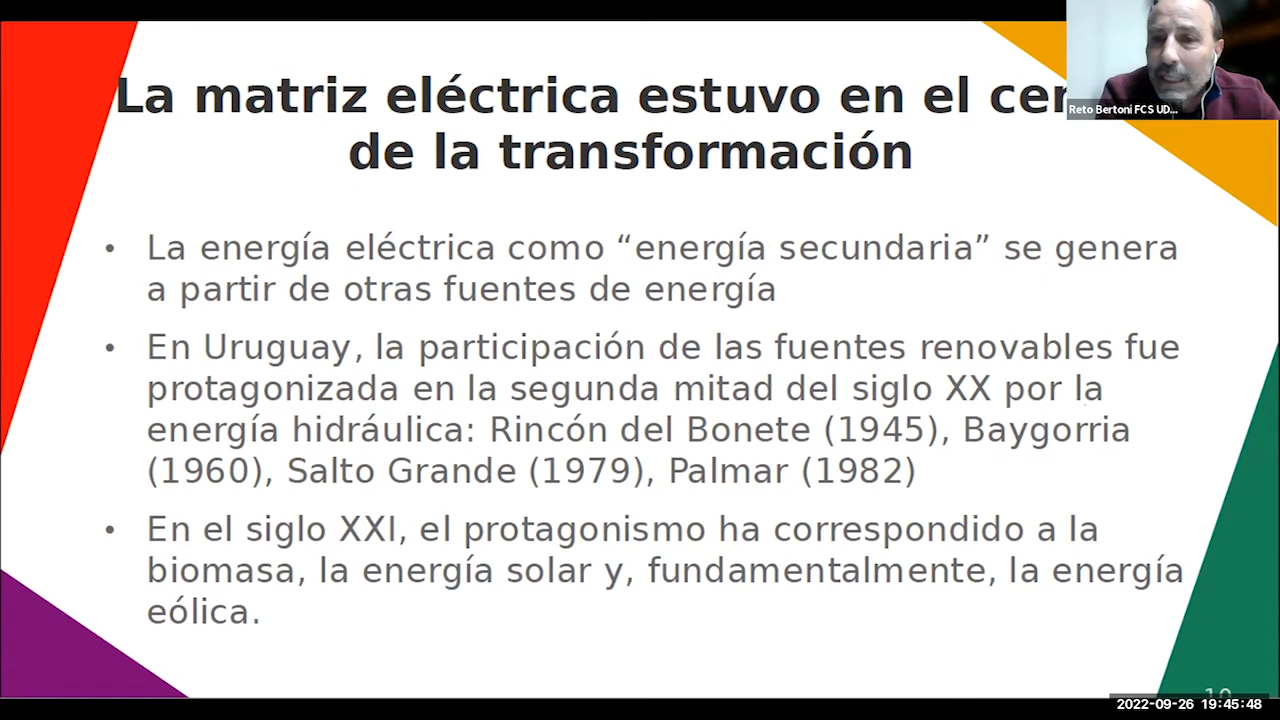 La matriz eléctrica estuvo en el cen
de la transformación
Reto Bertoni FCS UD...
• La energía eléctrica como “energía secundaria” se genera
a partir de otras fuentes de energía
• En Uruguay, la participación de las fuentes renovables fue
protagonizada en la segunda mitad del siglo XX por la
energía hidráulica: Rincón del Bonete (1945), Baygorria
(1960), Salto Grande (1979), Palmar (1982)
• En el siglo XXI, el protagonismo ha correspondido a la
biomasa, la energía solar y, fundamentalmente, la energía
eólica.
2022-09-26 19:45:48